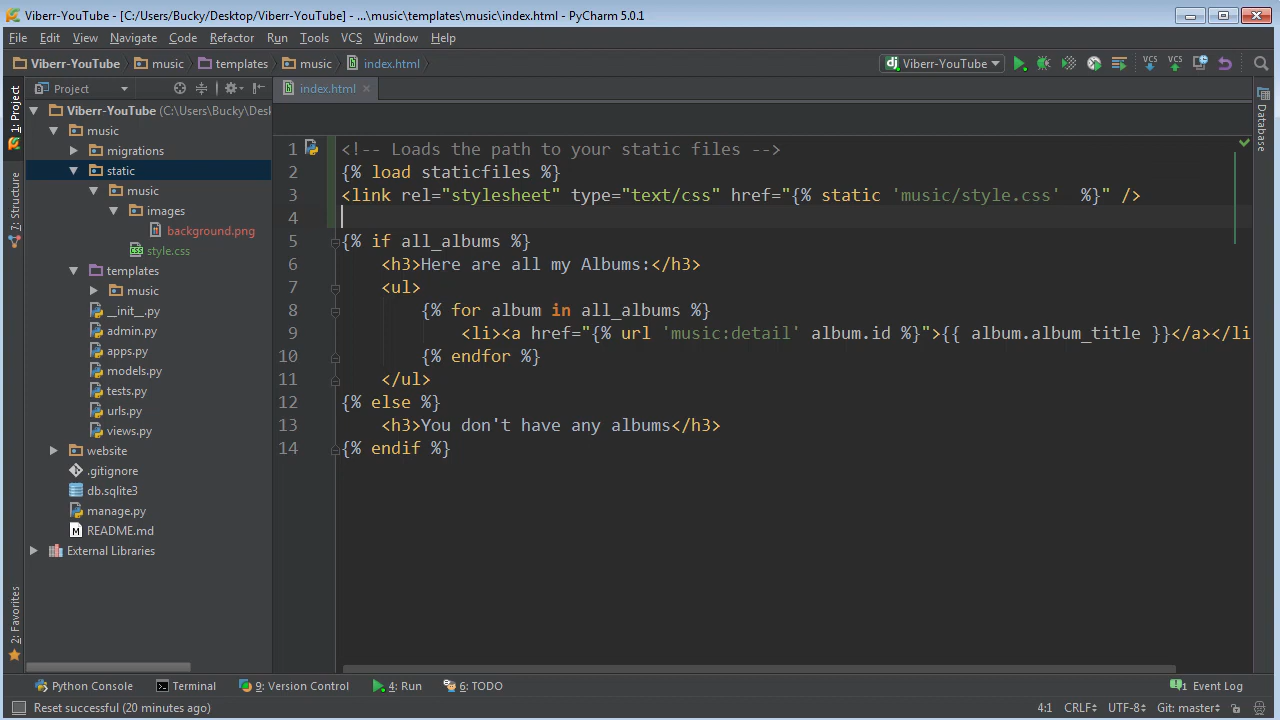 Viberr-YouTube - [C:/Users/Bucky/Desktop/Viberr-YouTube] - ...\music\templates\music\index.html - PyCharm 5.0.1
File Edit View Navigate Code Refactor Run Tools VCS Window Help
Viberr-YouTube music templates music index.html Viberr-YouTube
Project index.html
1: Project
7: Structure
2: Favorites
Database
Viberr-YouTube (C:\Users\Bucky\Desk
music
migrations
static
music
images
background.png
style.css
templates
music
__init__.py
admin.py
apps.py
models.py
tests.py
urls.py
views.py
website
.gitignore
db.sqlite3
manage.py
README.md
External Libraries
1 <!-- Loads the path to your static files -->
2 {% load staticfiles %}
3 <link rel="stylesheet" type="text/css" href="{% static 'music/style.css'  %}" />
4
5 {% if all_albums %}
6 <h3>Here are all my Albums:</h3>
7 <ul>
8 {% for album in all_albums %}
9 <li><a href="{% url 'music:detail' album.id %}">{{ album.album_title }}</a></li
10 {% endfor %}
11 </ul>
12 {% else %}
13 <h3>You don't have any albums</h3>
14 {% endif %}
Python Console Terminal 9: Version Control 4: Run 6: TODO 1 Event Log
Reset successful (20 minutes ago) 4:1 CRLF UTF-8 Git: master